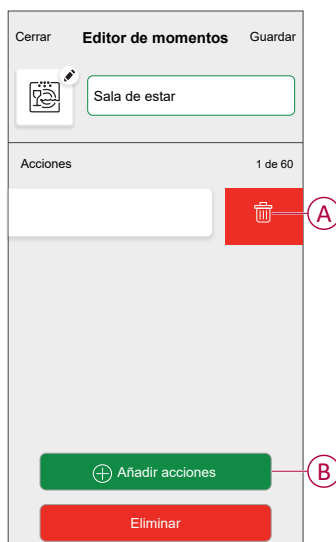 Cerrar Editor de momentos Guardar
Sala de estar
Acciones 1 de 60
A
Añadir acciones
B
Eliminar